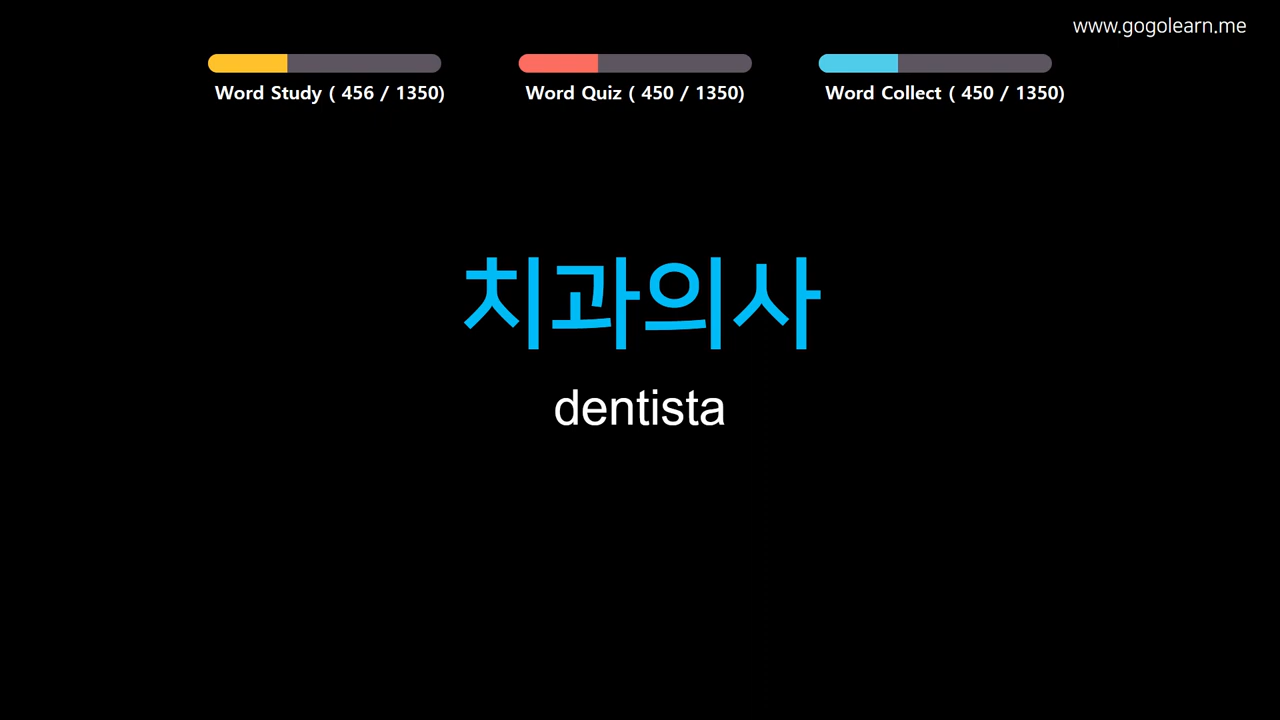 www.gogolearn.me
Word Study ( 456 / 1350)
Word Quiz ( 450 / 1350)
Word Collect ( 450 / 1350)
치과의사
dentista